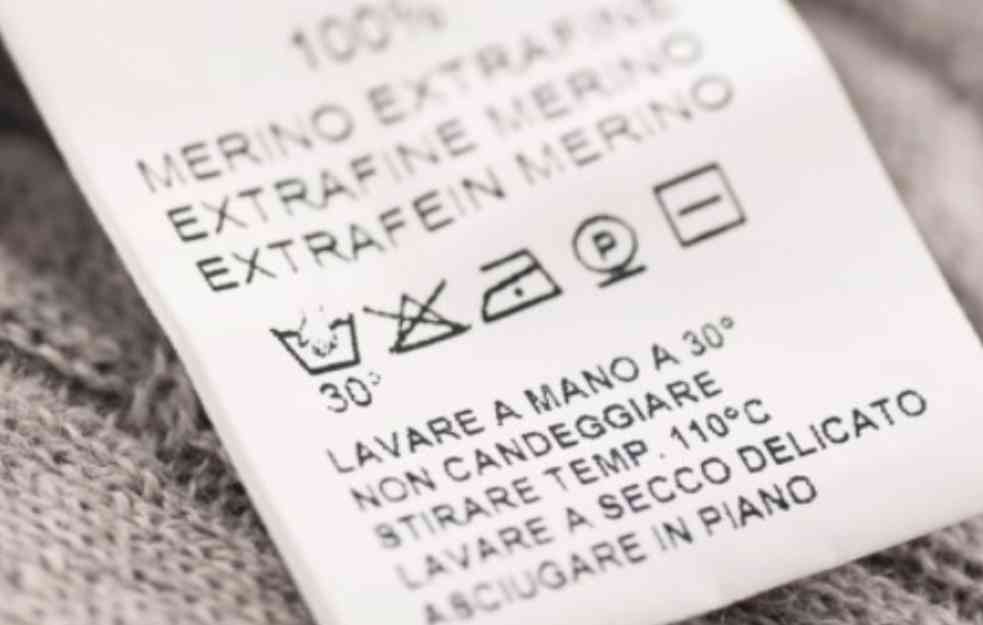 100%
MERINO EXTRAFINE
EXTRAFINE MERINO
EXTRAFEIN MERINO
P
30°
LAVARE A MANO A 30°
NON CANDEGGIARE
STIRARE TEMP. 110°C
LAVARE A SECCO DELICATO
ASCIUGARE IN PIANO